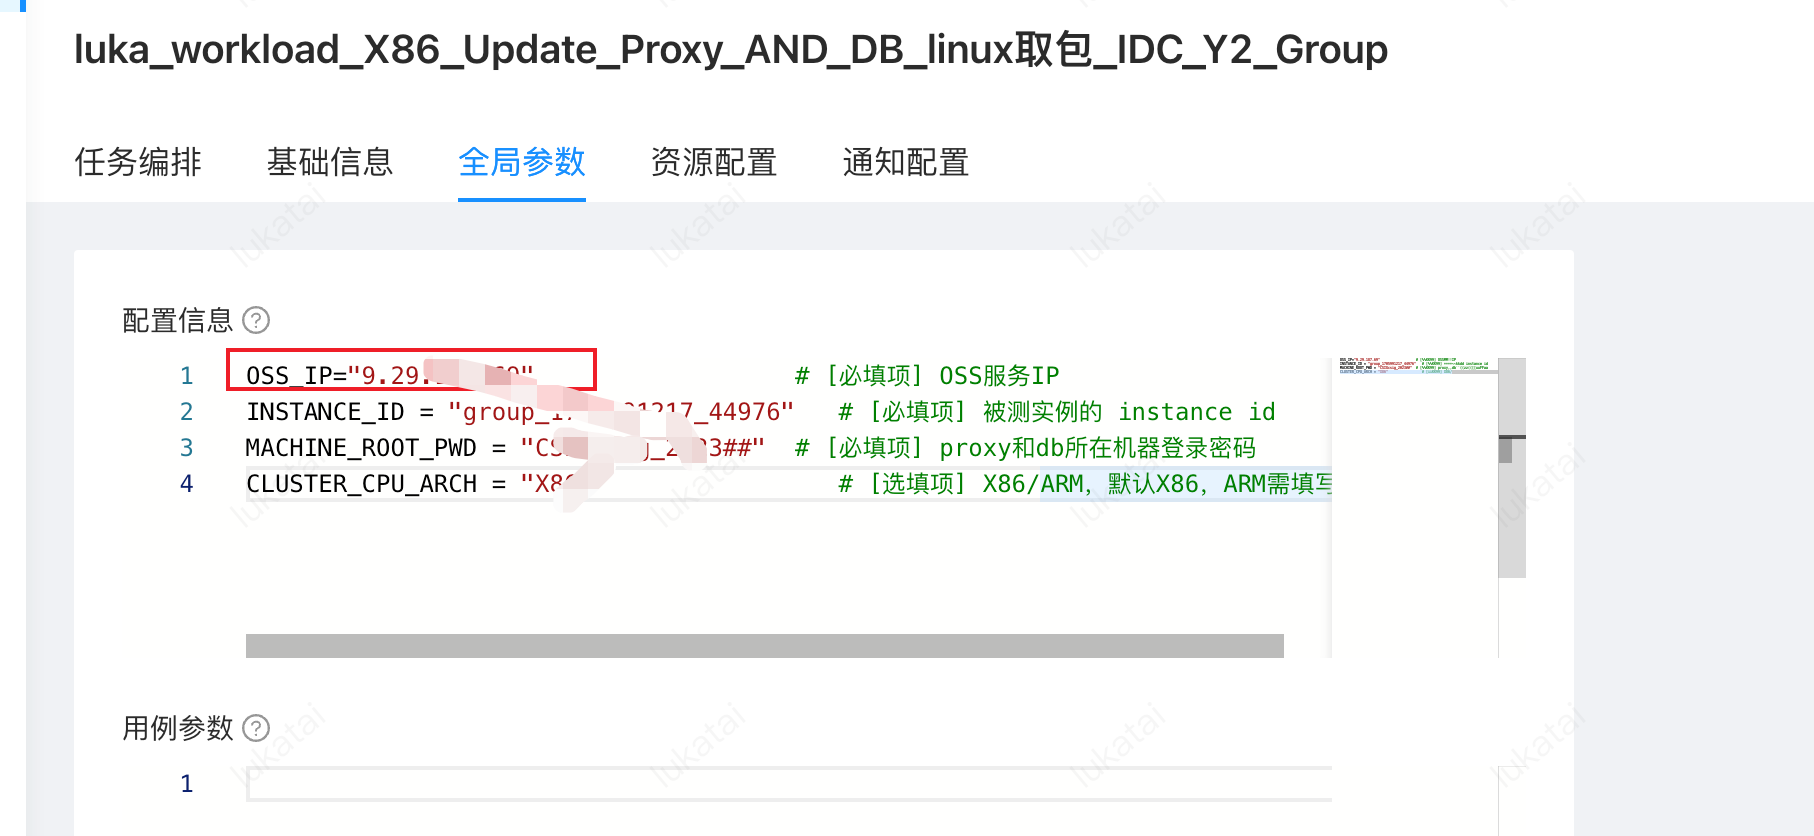 luka_workload_X86_Update_Proxy_AND_DB_linux取包_IDC_Y2_Group
任务编排 基础信息 全局参数 资源配置 通知配置
配置信息 ?
1 OSS_IP="9.29. # [必填项] OSS服务IP
2 INSTANCE_ID = "group_ 1217_44976" # [必填项] 被测实例的 instance id
3 MACHINE_ROOT_PWD = "CS 3##" # [必填项] proxy和db所在机器登录密码
4 CLUSTER_CPU_ARCH = "X86 # [选填项] X86/ARM，默认X86，ARM需填写
用例参数 ?
1
lukatai lukatai lukatai lukatai
lukatai lukatai lukatai lukatai
lukatai lukatai lukatai lukatai